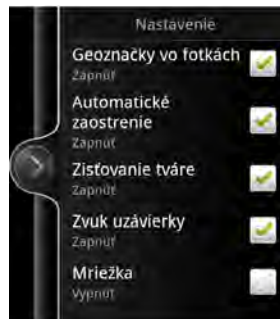 Nastavenie
Geoznačky vo fotkách
Zapnúť
Automatické
zaostrenie
Zapnúť
Zisťovanie tváre
Zapnúť
Zvuk uzávierky
Zapnúť
Mriežka
Vypnúť